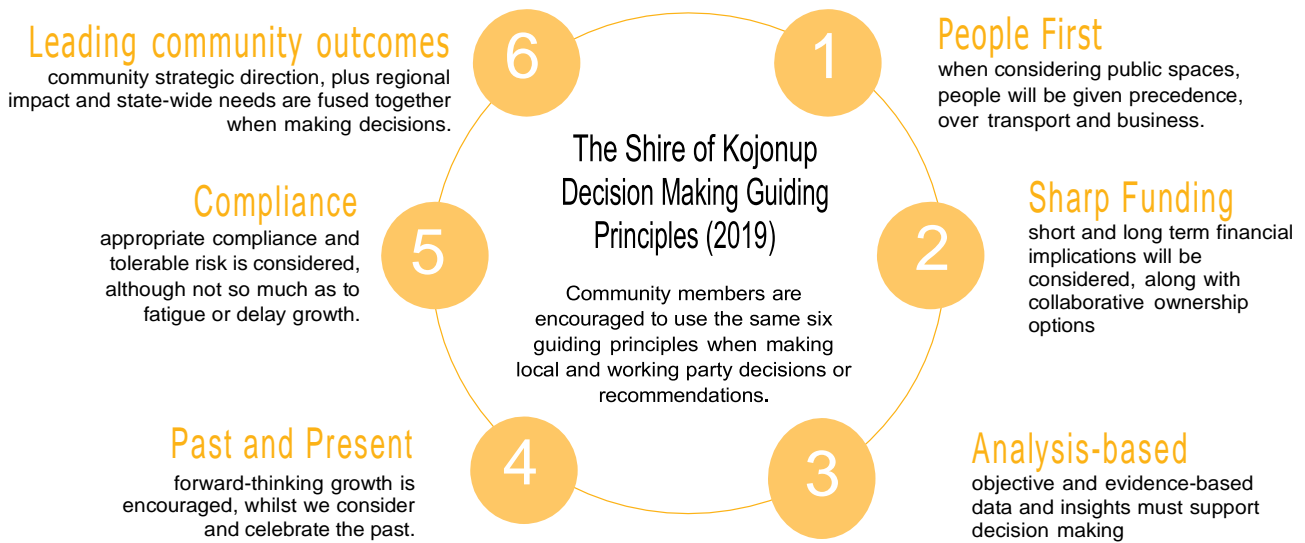 The Shire of Kojonup
Decision Making Guiding
Principles (2019)
Community members are
encouraged to use the same six
guiding principles when making
local and working party decisions or
recommendations.
1
People First
when considering public spaces,
people will be given precedence,
over transport and business.
2
Sharp Funding
short and long term financial
implications will be
considered, along with
collaborative ownership
options
3
Analysis-based
objective and evidence-based
data and insights must support
decision making
4
Past and Present
forward-thinking growth is
encouraged, whilst we consider
and celebrate the past.
5
Compliance
appropriate compliance and
tolerable risk is considered,
although not so much as to
fatigue or delay growth.
6
Leading community outcomes
community strategic direction, plus regional
impact and state-wide needs are fused together
when making decisions.